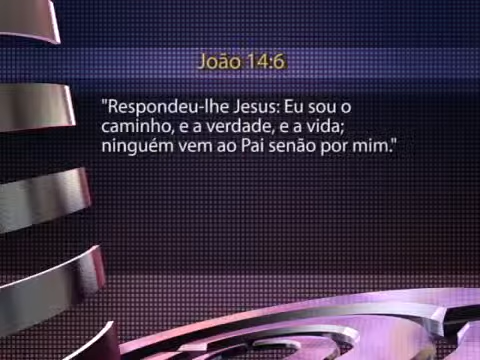 João 14:6
"Respondeu-lhe Jesus: Eu sou o
caminho, e a verdade, e a vida;
ninguém vem ao Pai senão por mim."